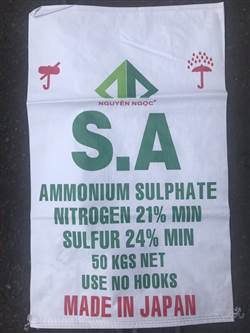 NGUYÊN NGỌC
S.A
AMMONIUM SULPHATE
NITROGEN 21% MIN
SULFUR 24% MIN
50 KGS NET
USE NO HOOKS
MADE IN JAPAN